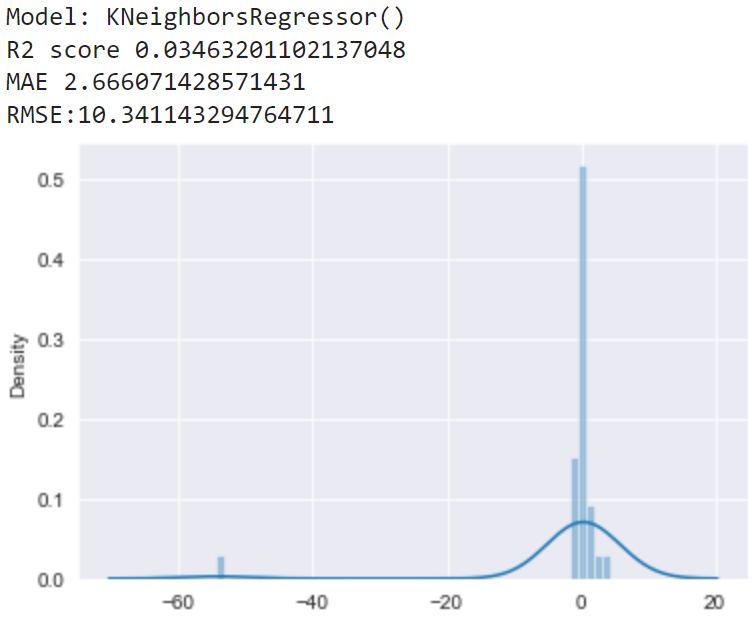 Model: KNeighborsRegressor()
R2 score 0.03463201102137048
MAE 2.666071428571431
RMSE:10.341143294764711
0.5
0.4
0.3
0.2
0.1
0.0
Density
−60 −40 −20 0 20